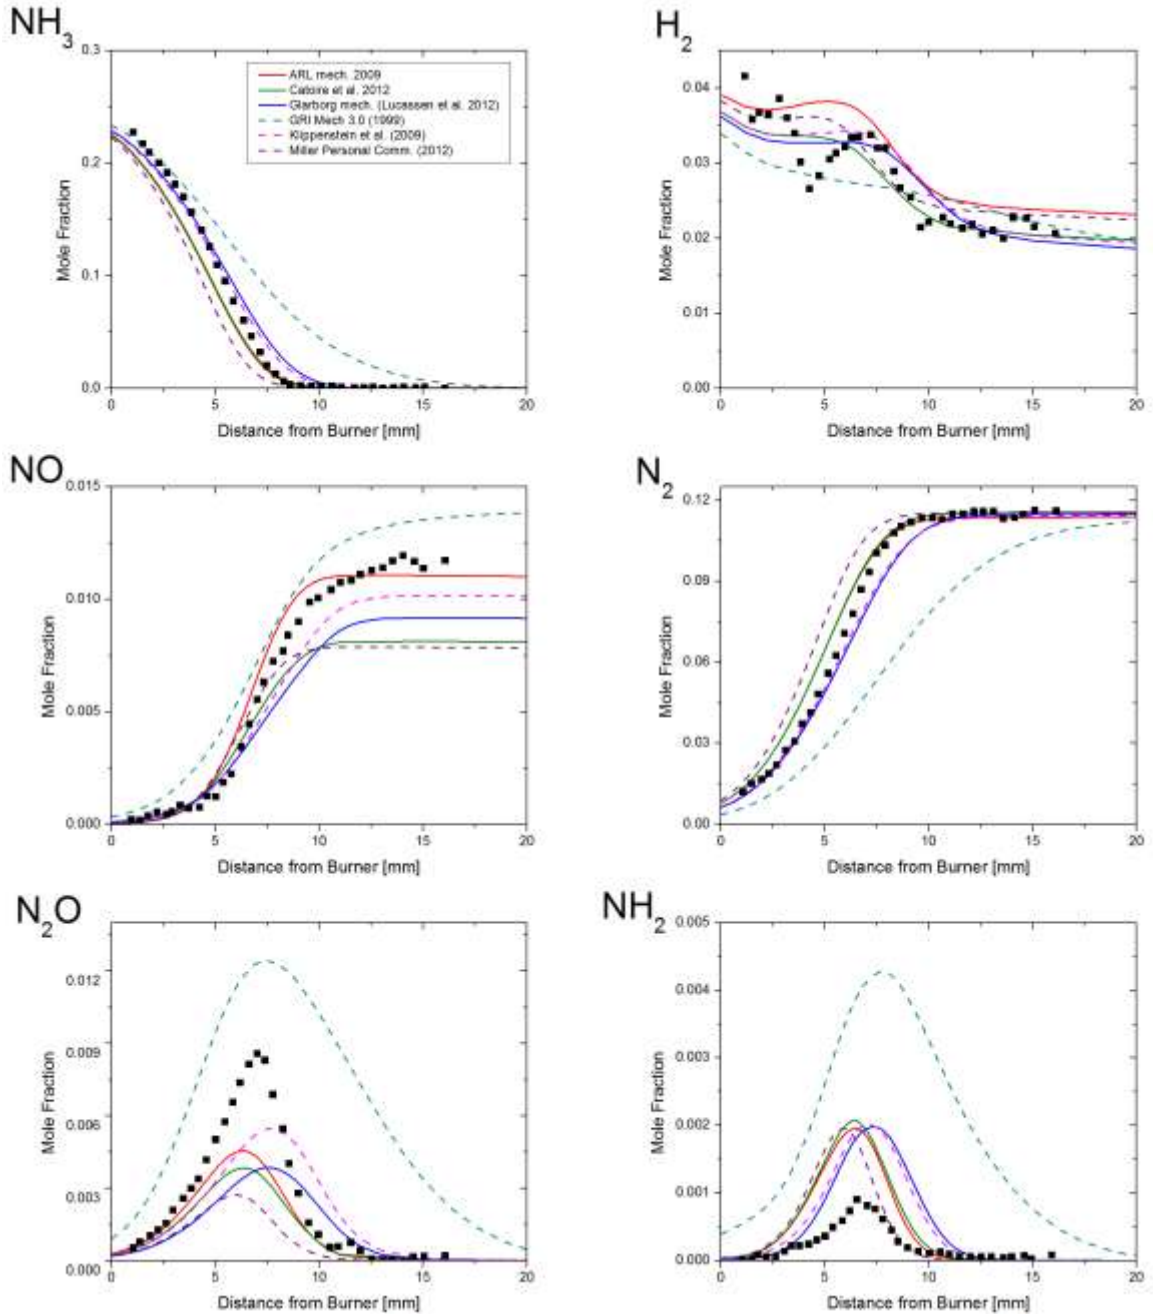 NH3
H2
0.3
0.2
0.1
0.0
Mole Fraction
ARL mech. 2009
Catoire et al. 2012
Glarborg mech. (Lucassen et al. 2012)
GRI Mech 3.0 (1999)
Klippenstein et al. (2009)
Miller Personal Comm. (2012)
0 5 10 15 20
Distance from Burner [mm]
0.04
0.03
0.02
0.01
0.00
Mole Fraction
0 5 10 15 20
Distance from Burner [mm]
NO
N2
0.015
0.010
0.005
0.000
Mole Fraction
0 5 10 15 20
Distance from Burner [mm]
0.12
0.09
0.06
0.03
0.00
Mole Fraction
0 5 10 15 20
Distance from Burner [mm]
N2O
NH2
0.012
0.009
0.006
0.003
0.000
Mole Fraction
0 5 10 15 20
Distance from Burner [mm]
0.005
0.004
0.003
0.002
0.001
0.000
Mole Fraction
0 5 10 15 20
Distance from Burner [mm]